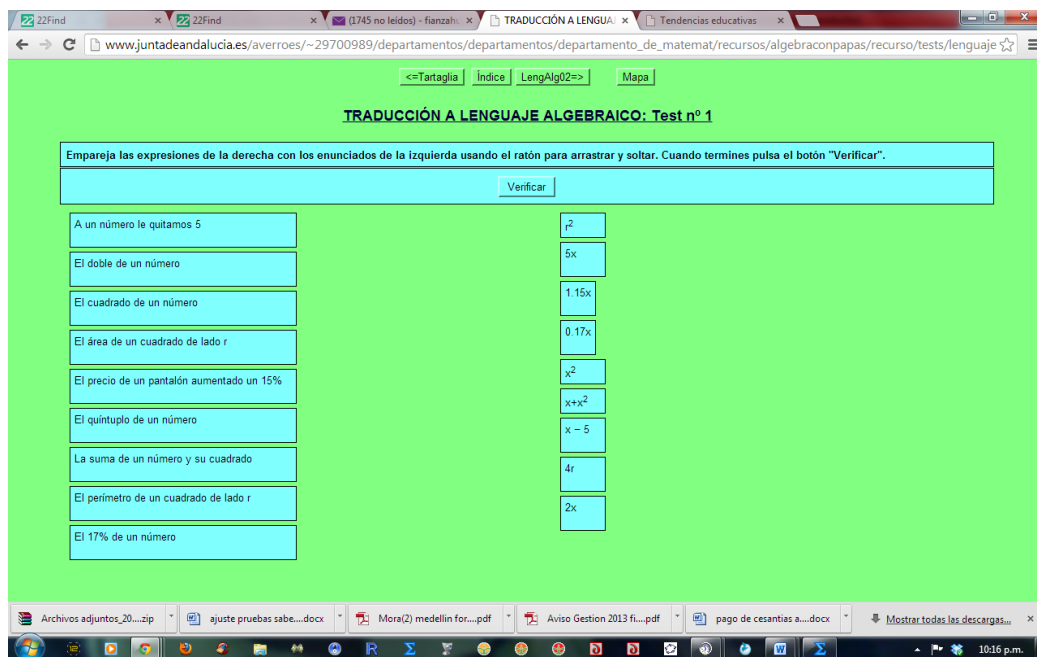 22Find
22Find
(1745 no leídos) - fianzaho
TRADUCCIÓN A LENGUA
Tendencias educativas
www.juntadeandalucia.es/averroes/~29700989/departamentos/departamentos/departamento_de_matemat/recursos/algebraconpapas/recurso/tests/lenguaje
<=Tartaglia Índice LengAlg02=> Mapa
TRADUCCIÓN A LENGUAJE ALGEBRAICO: Test nº 1
Empareja las expresiones de la derecha con los enunciados de la izquierda usando el ratón para arrastrar y soltar. Cuando termines pulsa el botón "Verificar".
Verificar
A un número le quitamos 5
El doble de un número
El cuadrado de un número
El área de un cuadrado de lado r
El precio de un pantalón aumentado un 15%
El quíntuplo de un número
La suma de un número y su cuadrado
El perímetro de un cuadrado de lado r
El 17% de un número
r²
5x
1.15x
0.17x
x²
x+x²
x − 5
4r
2x
Archivos adjuntos_20....zip
ajuste pruebas sabe....docx
Mora(2) medellin for....pdf
Aviso Gestion 2013 fi....pdf
pago de cesantias a....docx
Mostrar todas las descargas...
10:16 p.m.